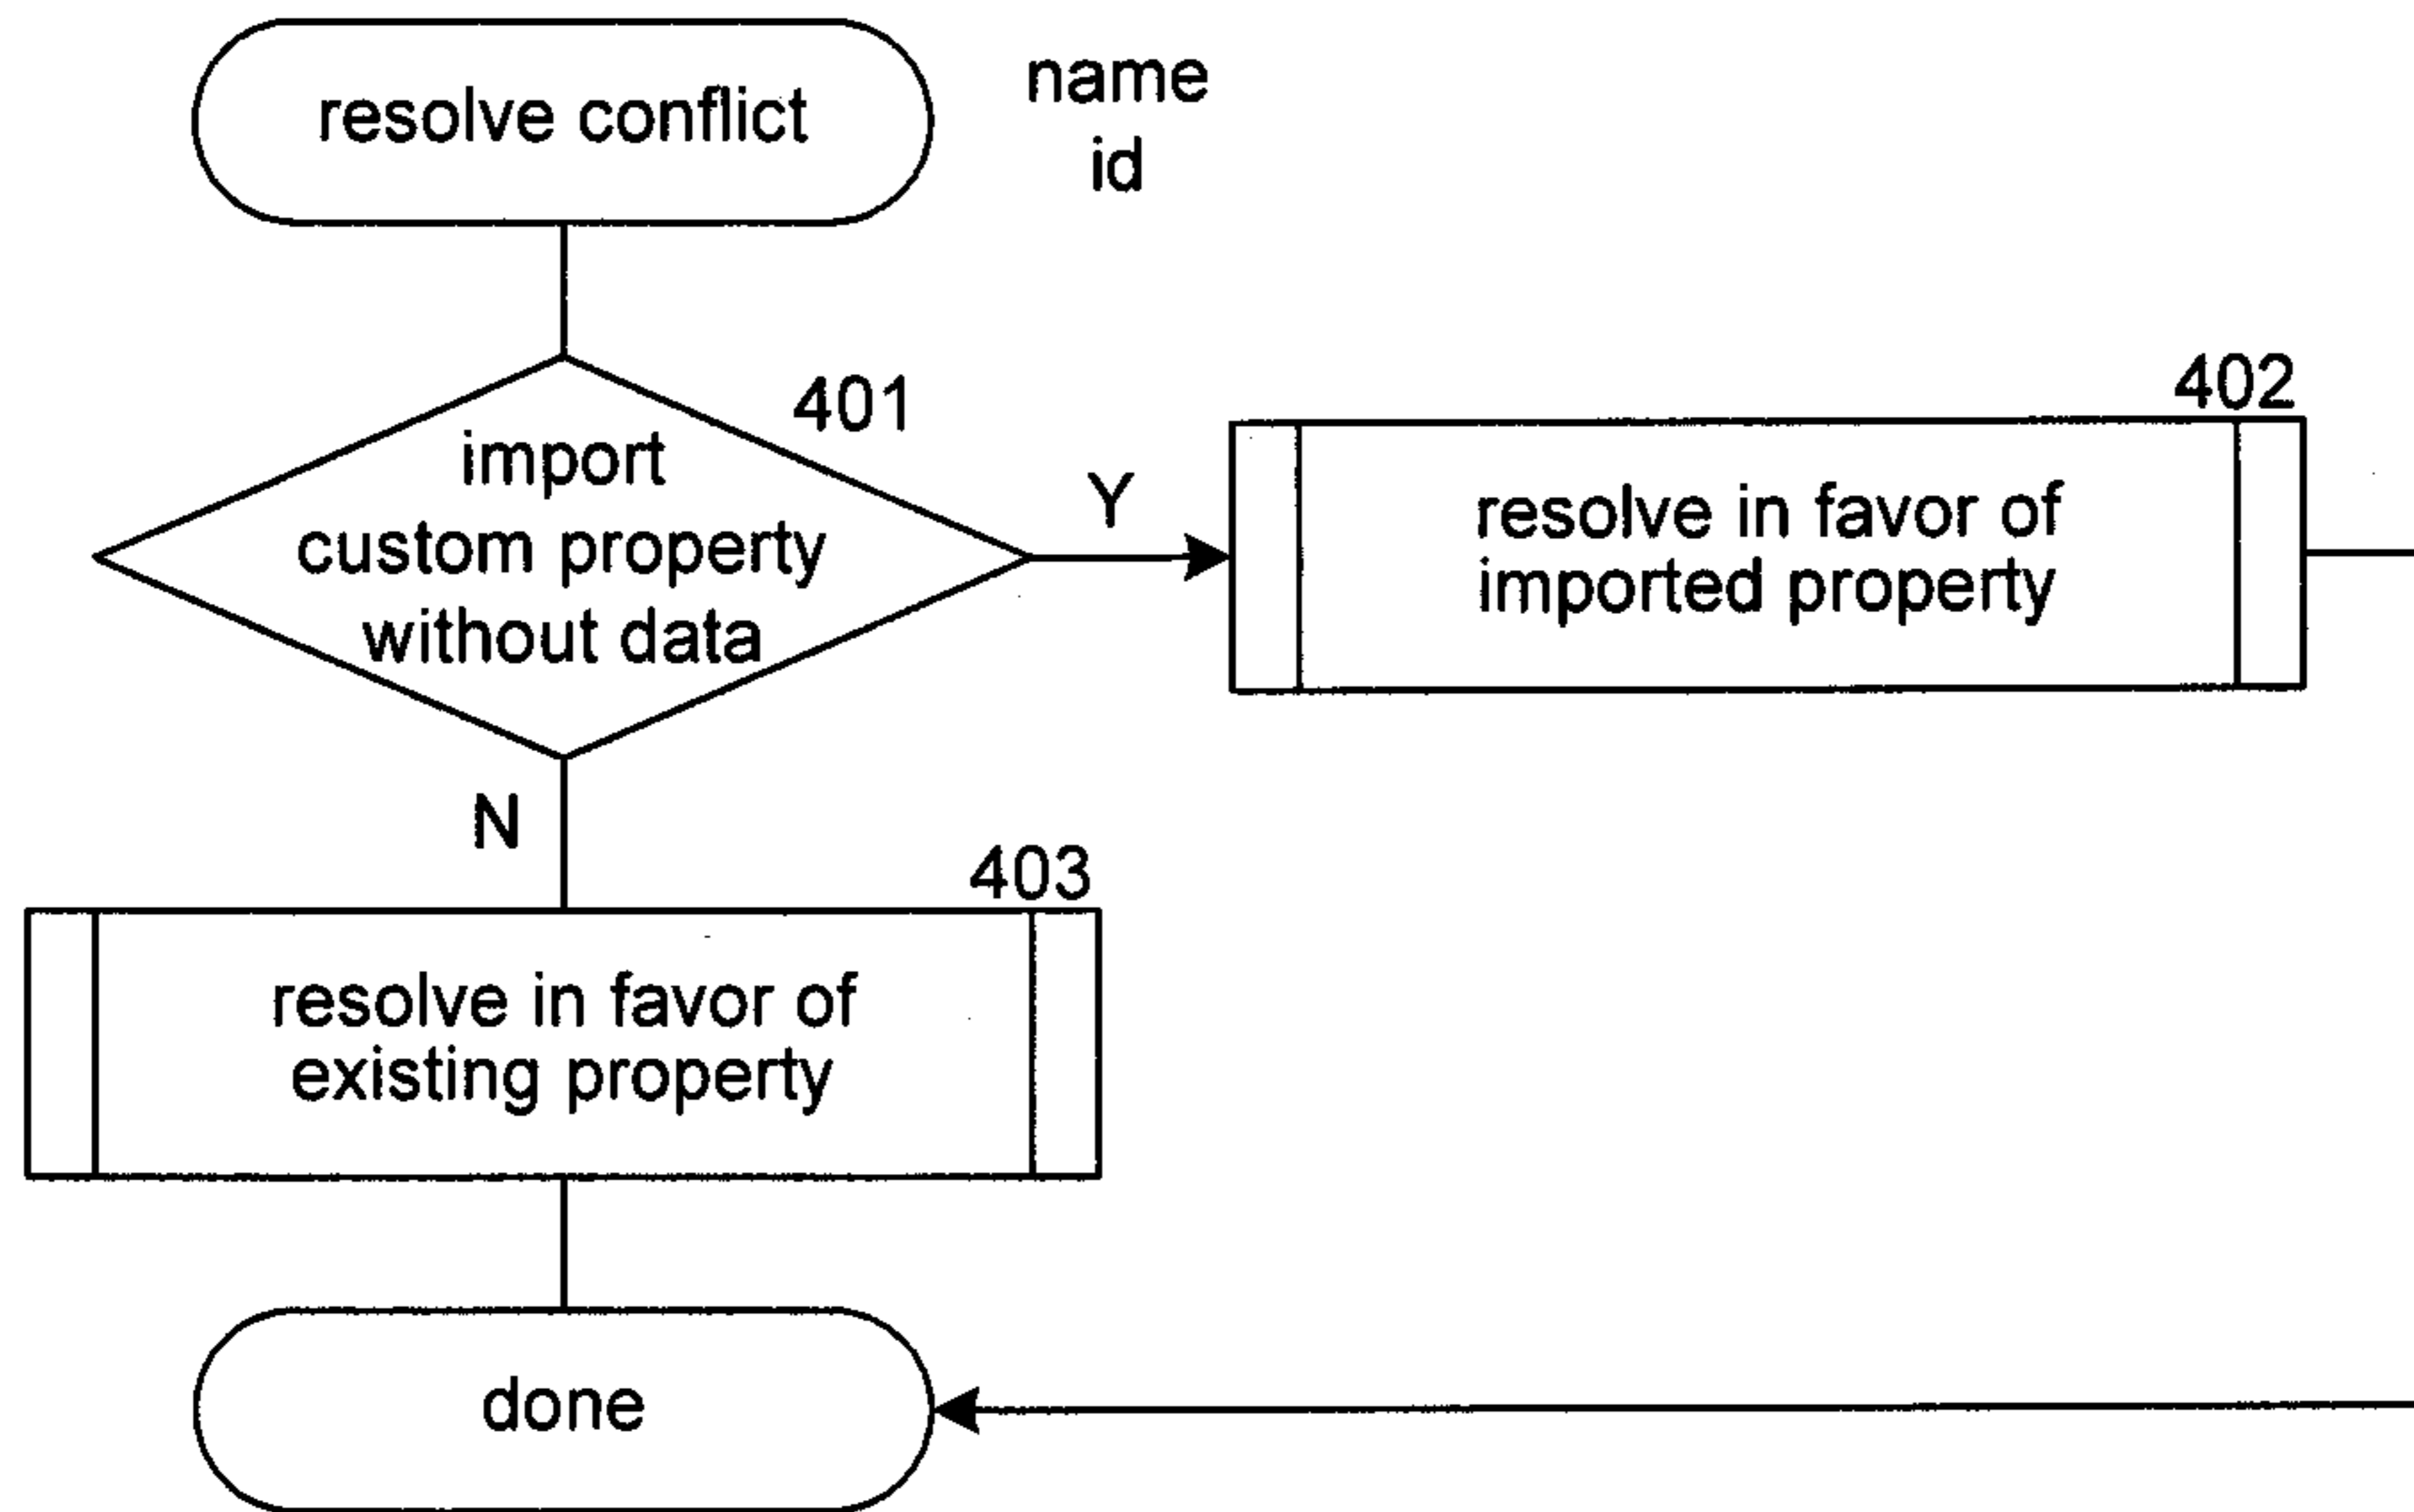 resolve conflict
name
id
401
import
custom property
without data
Y
402
resolve in favor of
imported property
N
403
resolve in favor of
existing property
done